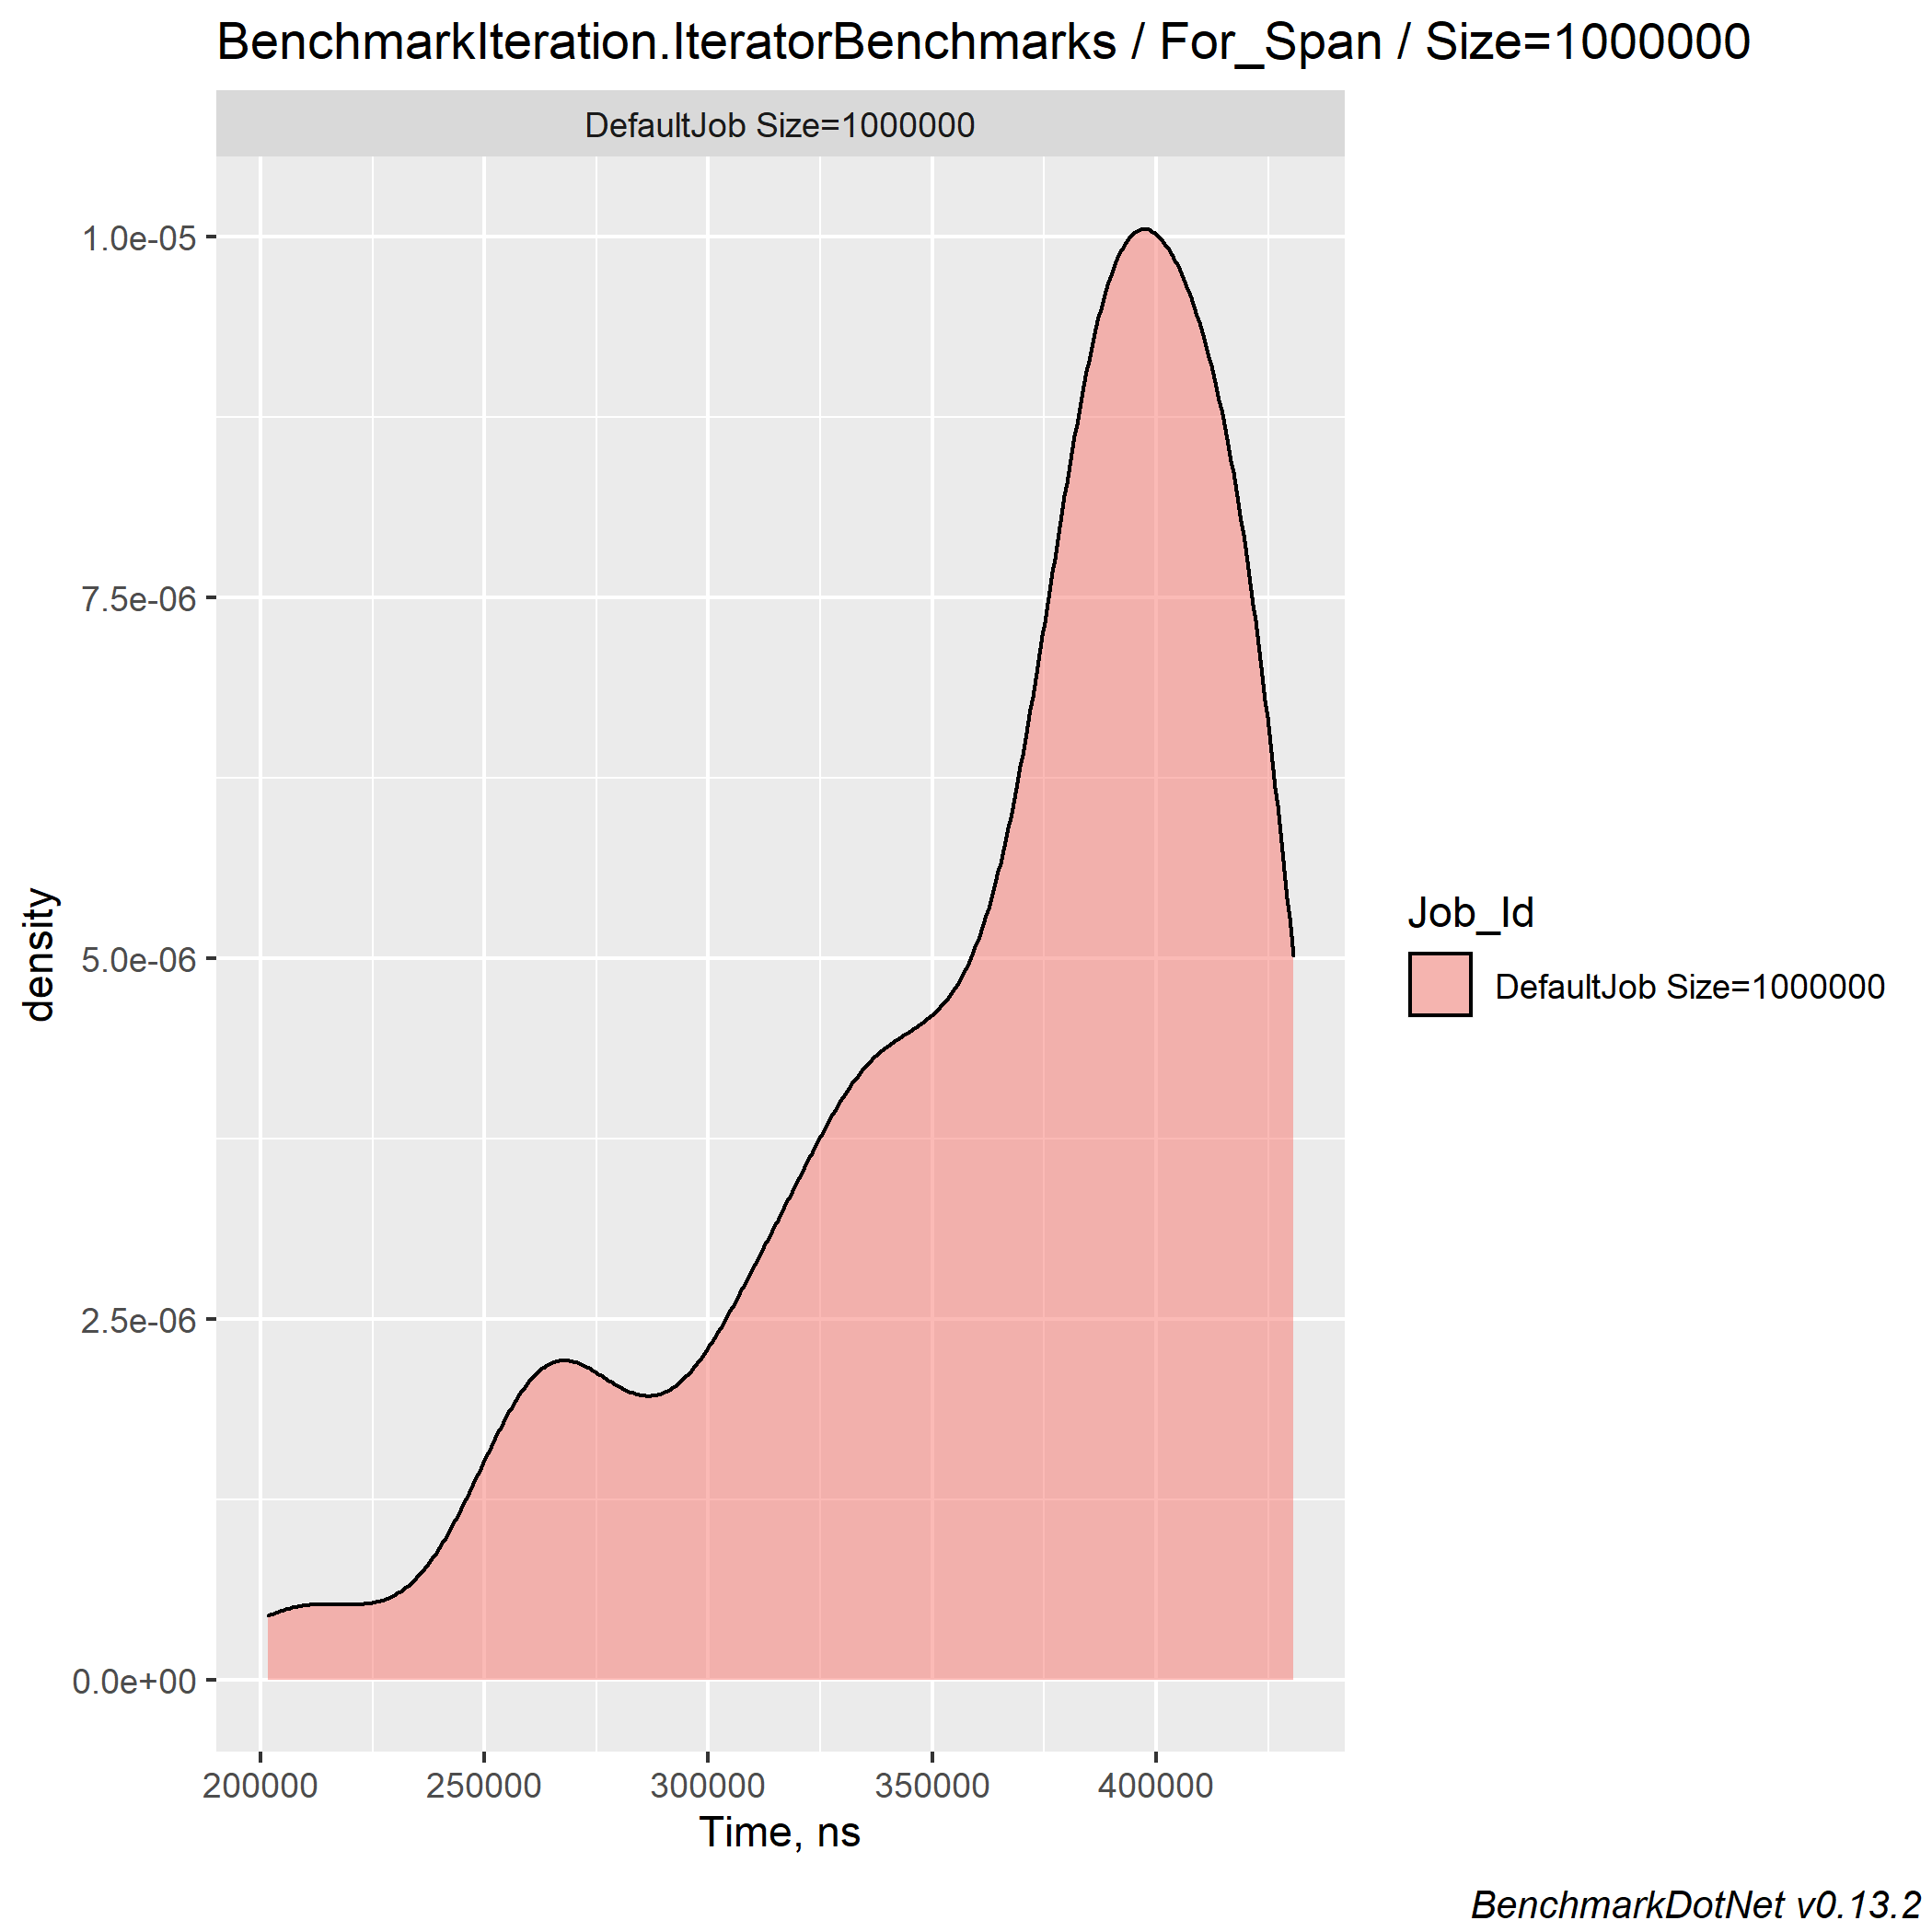 BenchmarkIteration.IteratorBenchmarks / For_Span / Size=1000000
DefaultJob Size=1000000
1.0e-05
7.5e-06
5.0e-06
2.5e-06
0.0e+00
density
200000 250000 300000 350000 400000
Time, ns
Job_Id
DefaultJob Size=1000000
BenchmarkDotNet v0.13.2